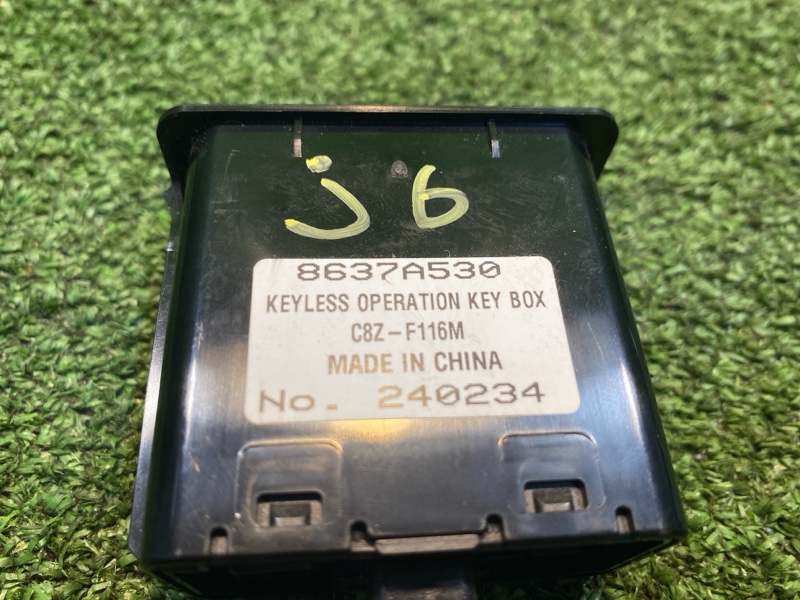 j6
8637A530
KEYLESS OPERATION KEY BOX
C8Z-F116M
MADE IN CHINA
No. 240234